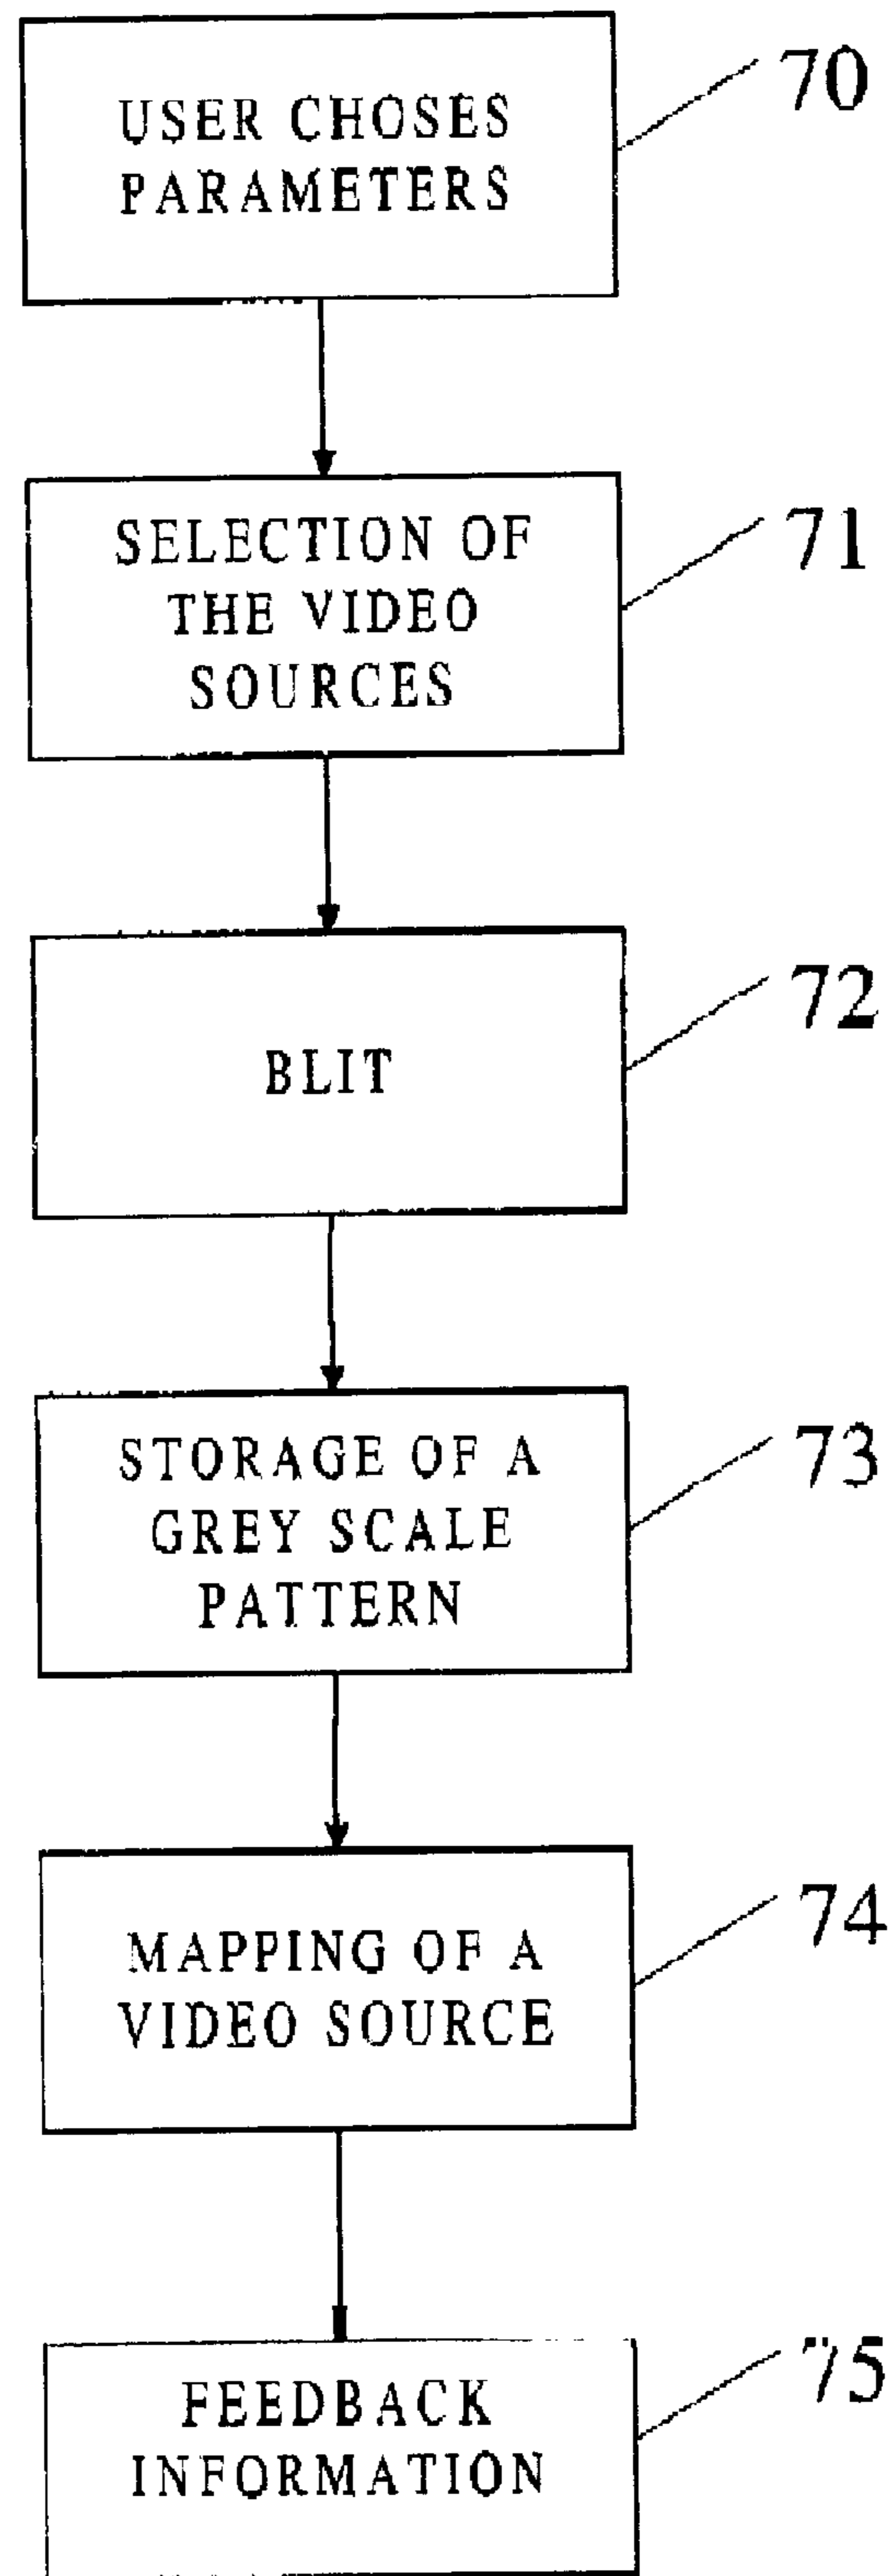 USER CHOSES
PARAMETERS
70
SELECTION OF
THE VIDEO
SOURCES
71
BLIT
72
STORAGE OF A
GREY SCALE
PATTERN
73
MAPPING OF A
VIDEO SOURCE
74
FEEDBACK
INFORMATION
75